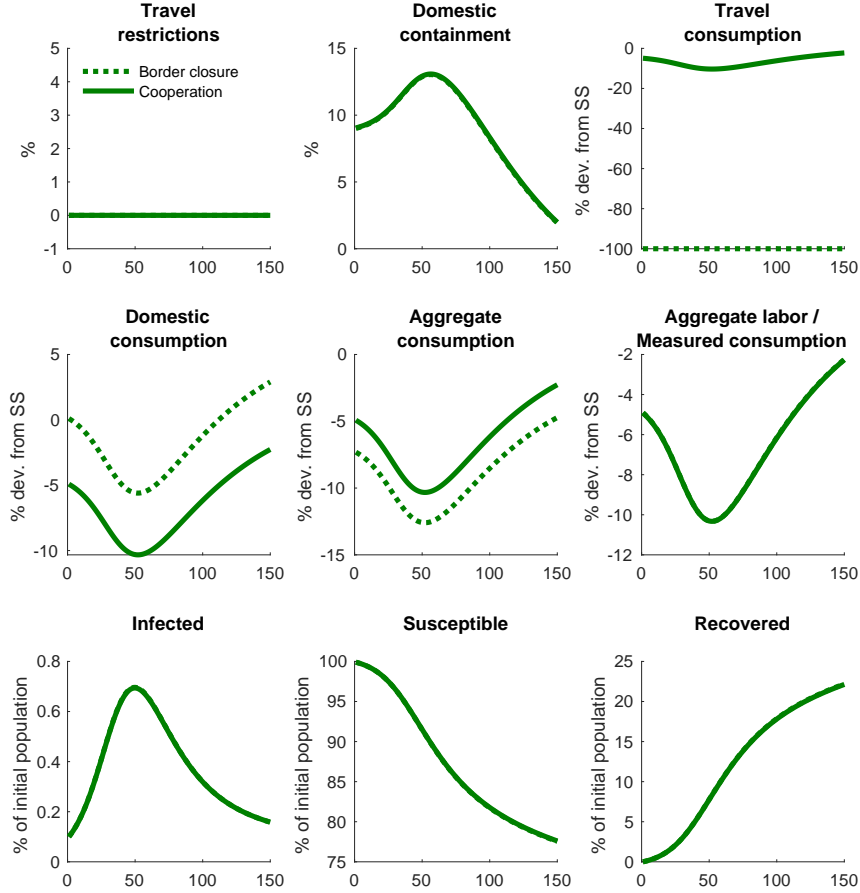 Travel
restrictions
5
4
3
2
1
0
-1
%
Border closure
Cooperation
0 50 100 150
Domestic
containment
15
10
5
0
%
0 50 100 150
Travel
consumption
0
-20
-40
-60
-80
-100
% dev. from SS
0 50 100 150
Domestic
consumption
5
0
-5
-10
% dev. from SS
0 50 100 150
Aggregate
consumption
0
-5
-10
-15
% dev. from SS
0 50 100 150
Aggregate labor /
Measured consumption
-2
-4
-6
-8
-10
-12
% dev. from SS
0 50 100 150
Infected
0.8
0.6
0.4
0.2
0
% of initial population
0 50 100 150
Susceptible
100
95
90
85
80
75
% of initial population
0 50 100 150
Recovered
25
20
15
10
5
0
% of initial population
0 50 100 150